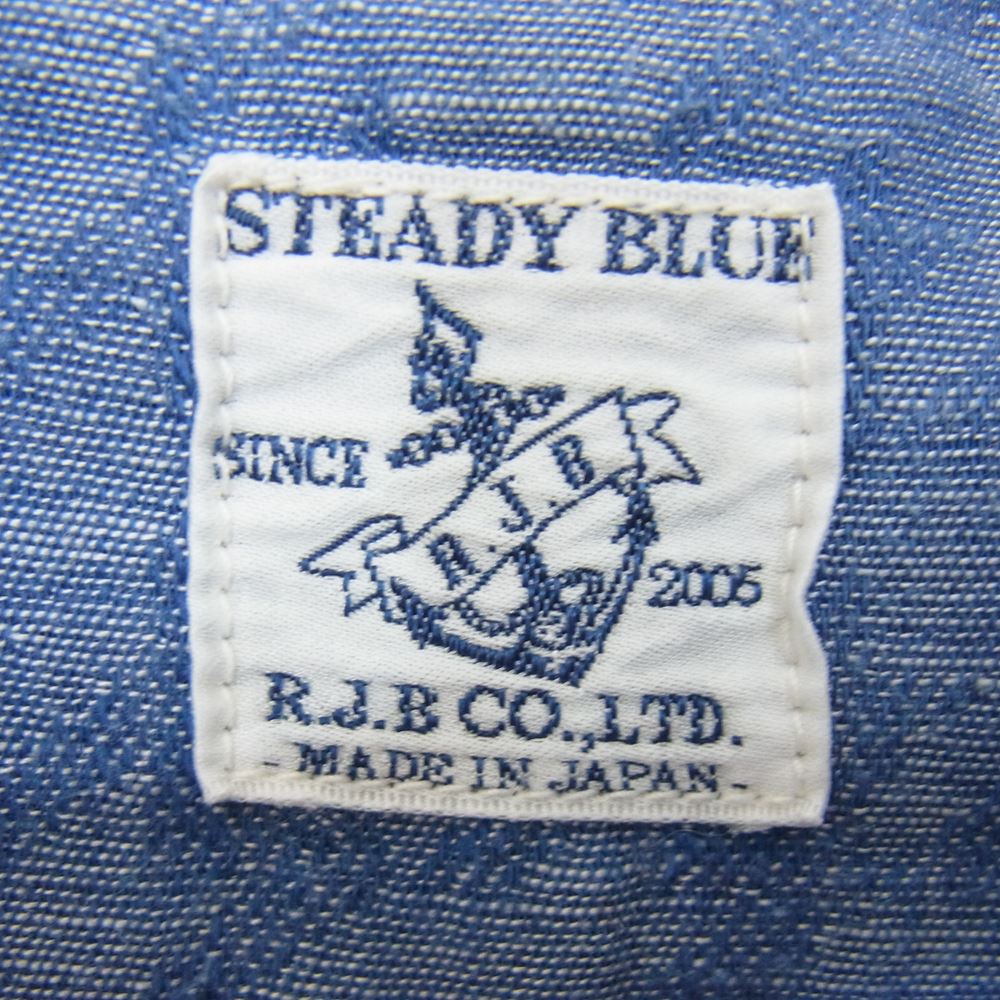 STEADY BLUE
SINCE
R.J.B
2005
R.J.B CO.,LTD.
- MADE IN JAPAN -